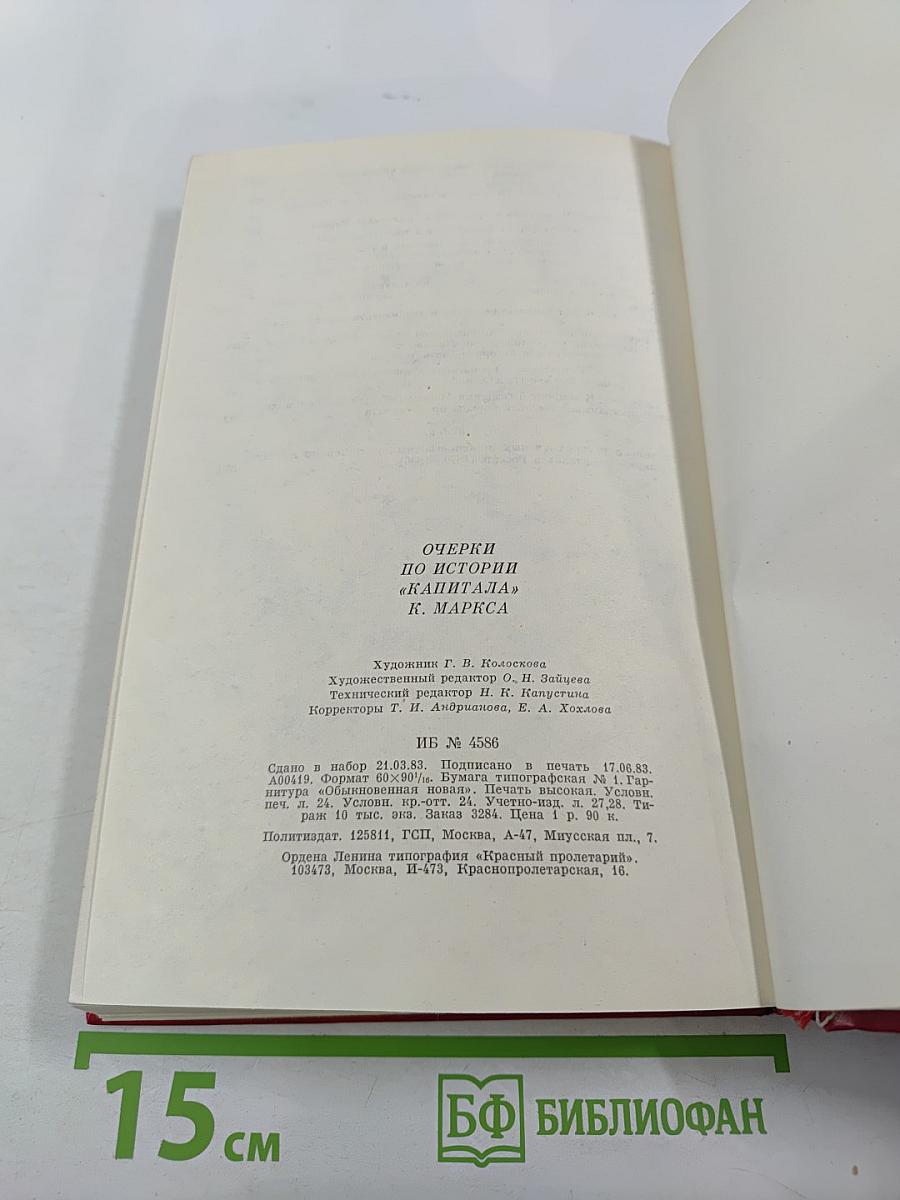 ОЧЕРКИ
ПО ИСТОРИИ
«КАПИТАЛА»
К. МАРКСА
Художник Г. В. Колоскова
Художественный редактор О. Н. Зайцева
Технический редактор Н. К. Капустина
Корректоры Т. И. Андрианова, Е. А. Хохлова
ИБ № 4586
Сдано в набор 21.03.83. Подписано в печать 17.06.83.
А00419. Формат 60×90¹/₁₆. Бумага типографская № 1. Гар-
нитура «Обыкновенная новая». Печать высокая. Условн.
печ. л. 24. Условн. кр.-отт. 24. Учетно-изд. л. 27,28. Ти-
раж 10 тыс. экз. Заказ 3284. Цена 1 р. 90 к.
Политиздат. 125811, ГСП, Москва, А-47, Миусская пл., 7.
Ордена Ленина типография «Красный пролетарий».
103473, Москва, И-473, Краснопролетарская, 16.
15 см
БФ БИБЛИОФАН